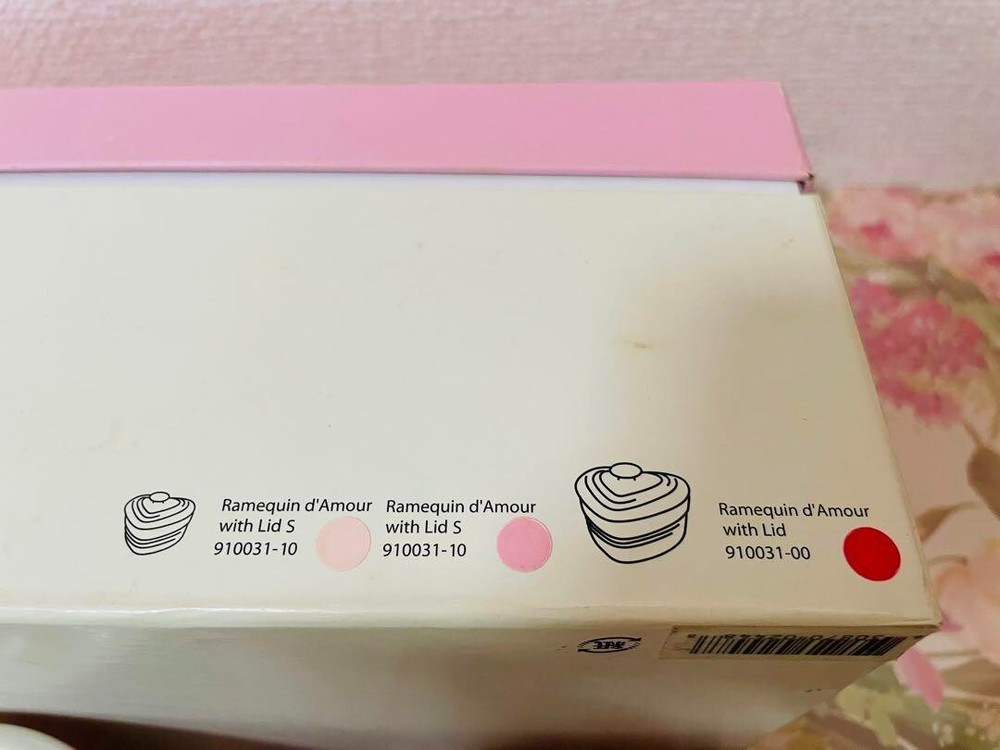 Ramequin d'Amour
with Lid S
910031-10
Ramequin d'Amour
with Lid S
910031-10
Ramequin d'Amour
with Lid
910031-00